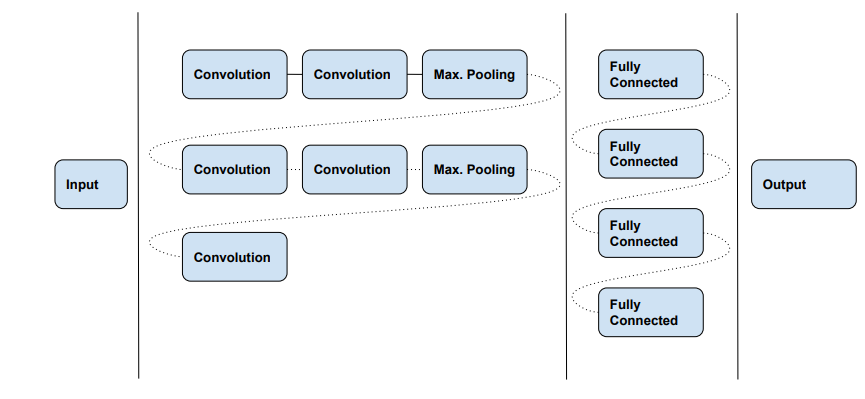 Convolution
Convolution
Max. Pooling
Convolution
Convolution
Max. Pooling
Convolution
Input
Fully
Connected
Fully
Connected
Fully
Connected
Fully
Connected
Output